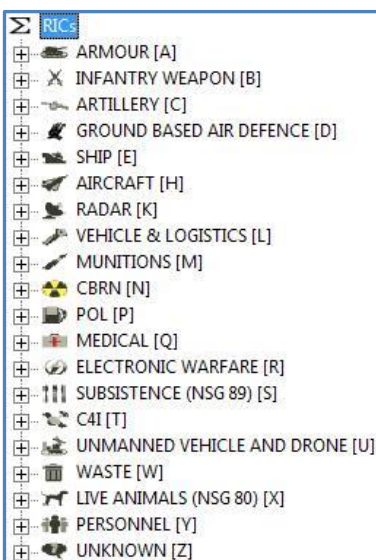 RICs
ARMOUR [A]
INFANTRY WEAPON [B]
ARTILLERY [C]
GROUND BASED AIR DEFENCE [D]
SHIP [E]
AIRCRAFT [H]
RADAR [K]
VEHICLE & LOGISTICS [L]
MUNITIONS [M]
CBRN [N]
POL [P]
MEDICAL [Q]
ELECTRONIC WARFARE [R]
SUBSISTENCE (NSG 89) [S]
C4I [T]
UNMANNED VEHICLE AND DRONE [U]
WASTE [W]
LIVE ANIMALS (NSG 80) [X]
PERSONNEL [Y]
UNKNOWN [Z]